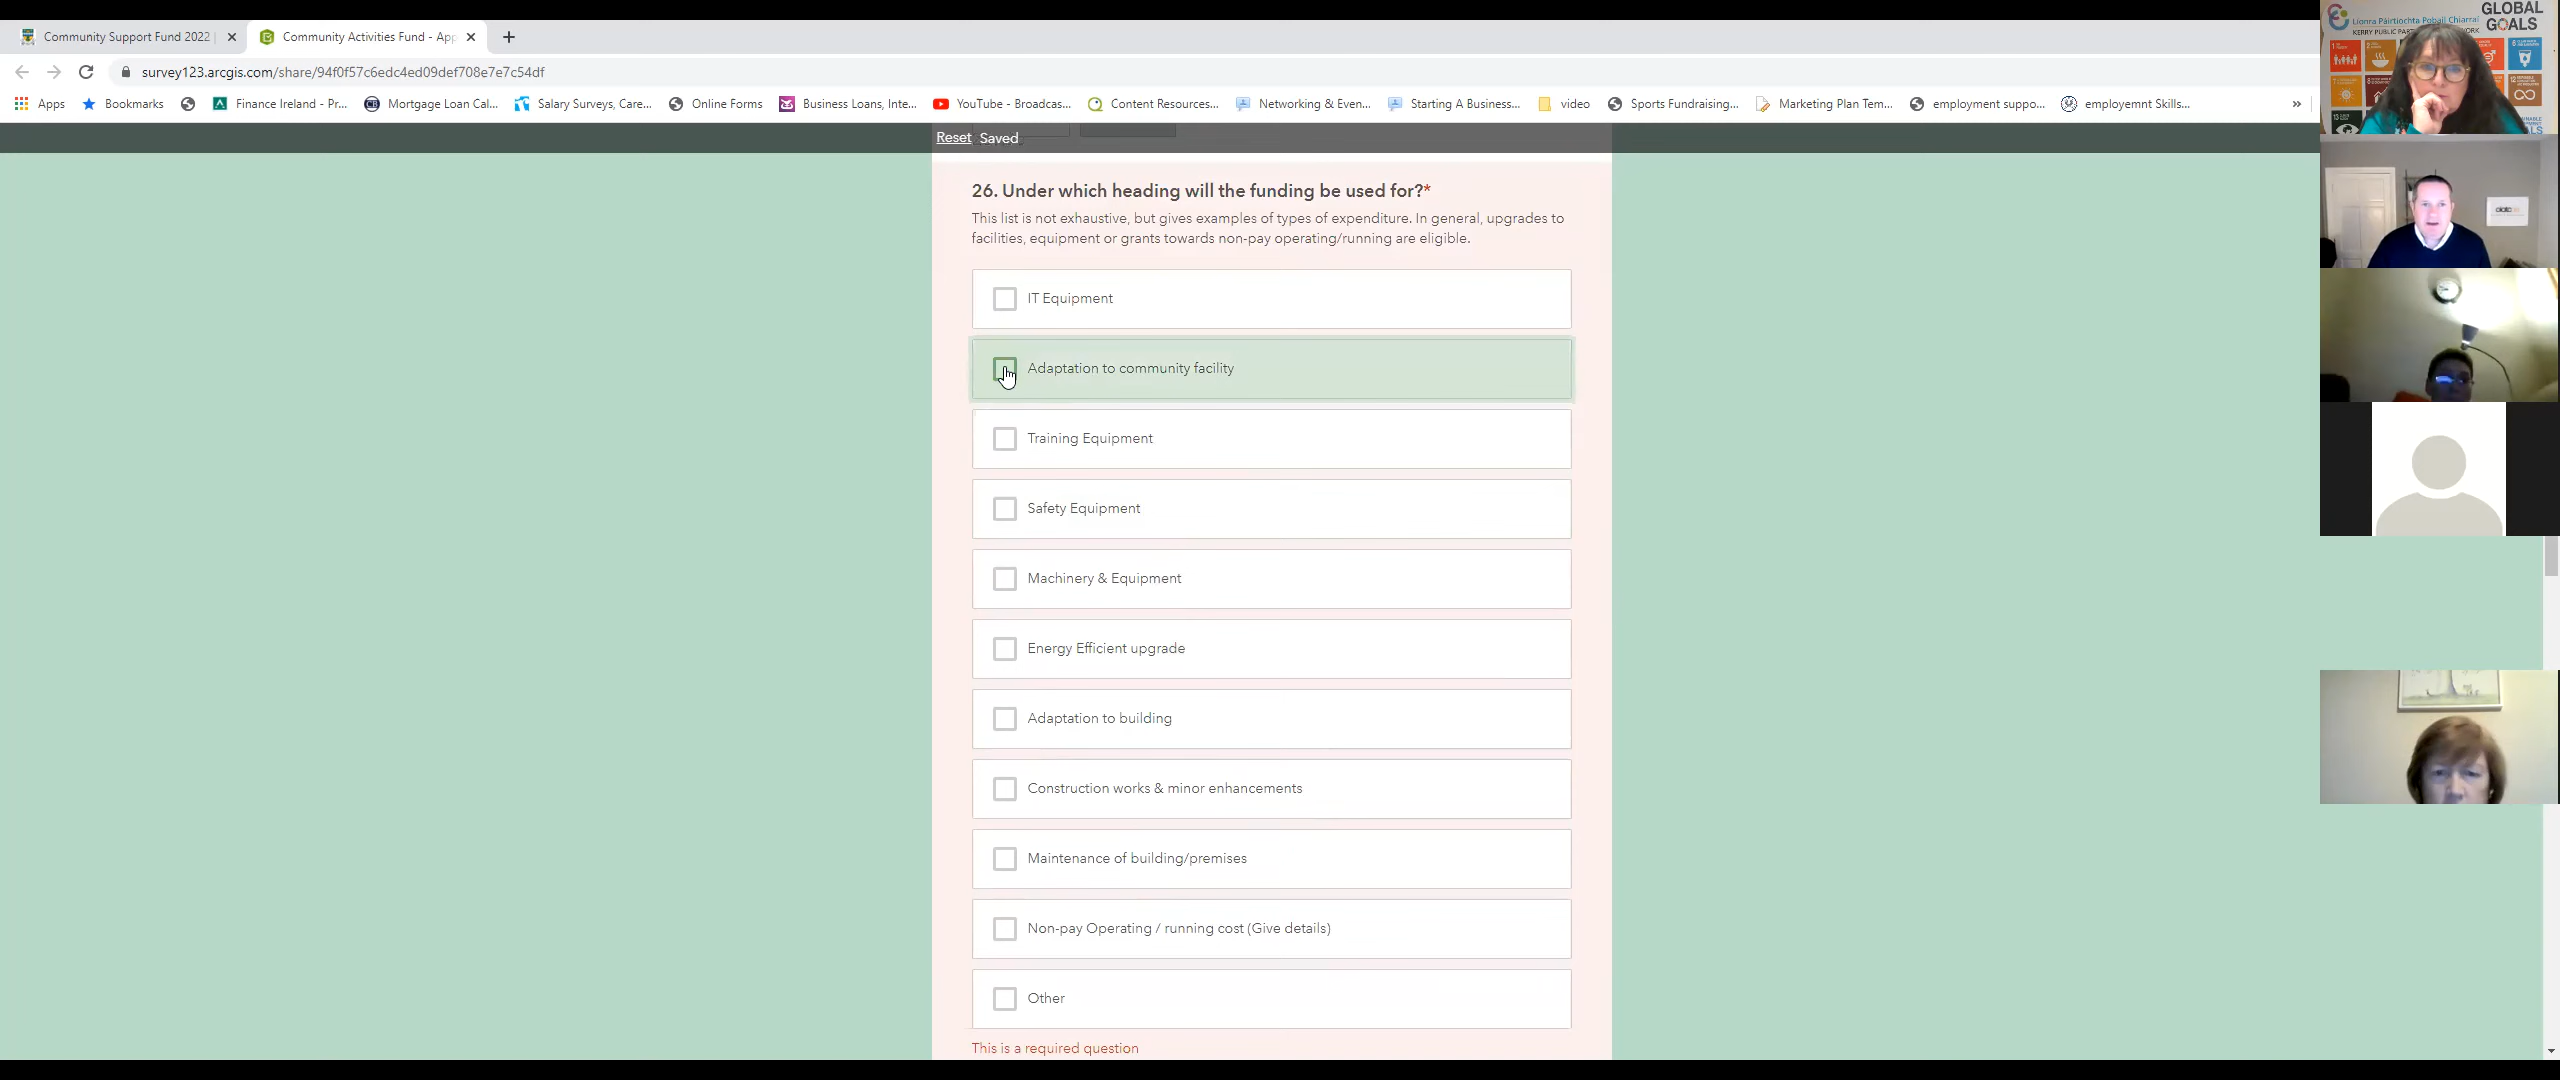 Community Support Fund 2022
Community Activities Fund - App
survey123.arcgis.com/share/94f0f57c6edc4ed09def708e7e7c54df
Apps Bookmarks Finance Ireland - Pr... Mortgage Loan Cal... Salary Surveys, Care... Online Forms Business Loans, Inte... YouTube - Broadcas... Content Resources... Networking & Even... Starting A Business... video Sports Fundraising... Marketing Plan Tem... employment suppo... employemnt Skills... »
Reset Saved
26. Under which heading will the funding be used for?*
This list is not exhaustive, but gives examples of types of expenditure. In general, upgrades to
facilities, equipment or grants towards non-pay operating/running are eligible.
IT Equipment
Adaptation to community facility
Training Equipment
Safety Equipment
Machinery & Equipment
Energy Efficient upgrade
Adaptation to building
Construction works & minor enhancements
Maintenance of building/premises
Non-pay Operating / running cost (Give details)
Other
This is a required question
GLOBAL
GOALS
Líonra Páirtíochta Pobail Chiarraí
KERRY PUBLIC